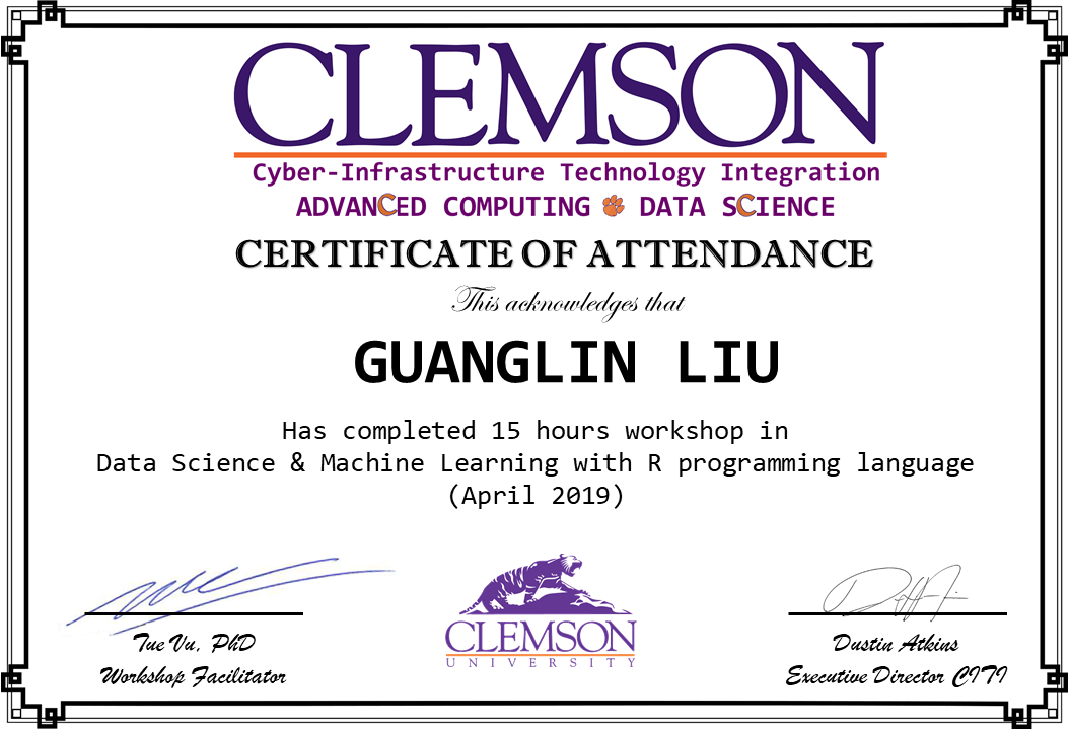 CLEMSON
Cyber-Infrastructure Technology Integration
ADVANCED COMPUTING DATA SCIENCE
CERTIFICATE OF ATTENDANCE
This acknowledges that
GUANGLIN LIU
Has completed 15 hours workshop in
Data Science & Machine Learning with R programming language
(April 2019)
Tue Vu, PhD
Workshop Facilitator
CLEMSON
UNIVERSITY
Dustin Atkins
Executive Director CITI